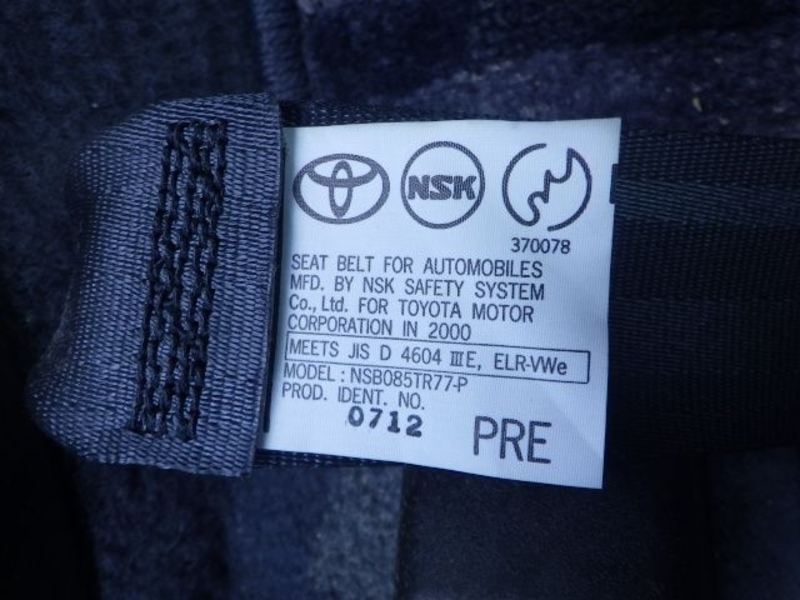 NSK
370078
SEAT BELT FOR AUTOMOBILES
MFD. BY NSK SAFETY SYSTEM
Co., Ltd. FOR TOYOTA MOTOR
CORPORATION IN 2000
MEETS JIS D 4604 ⅢE, ELR-VWe
MODEL : NSB085TR77-P
PROD. IDENT. NO.
0712
PRE